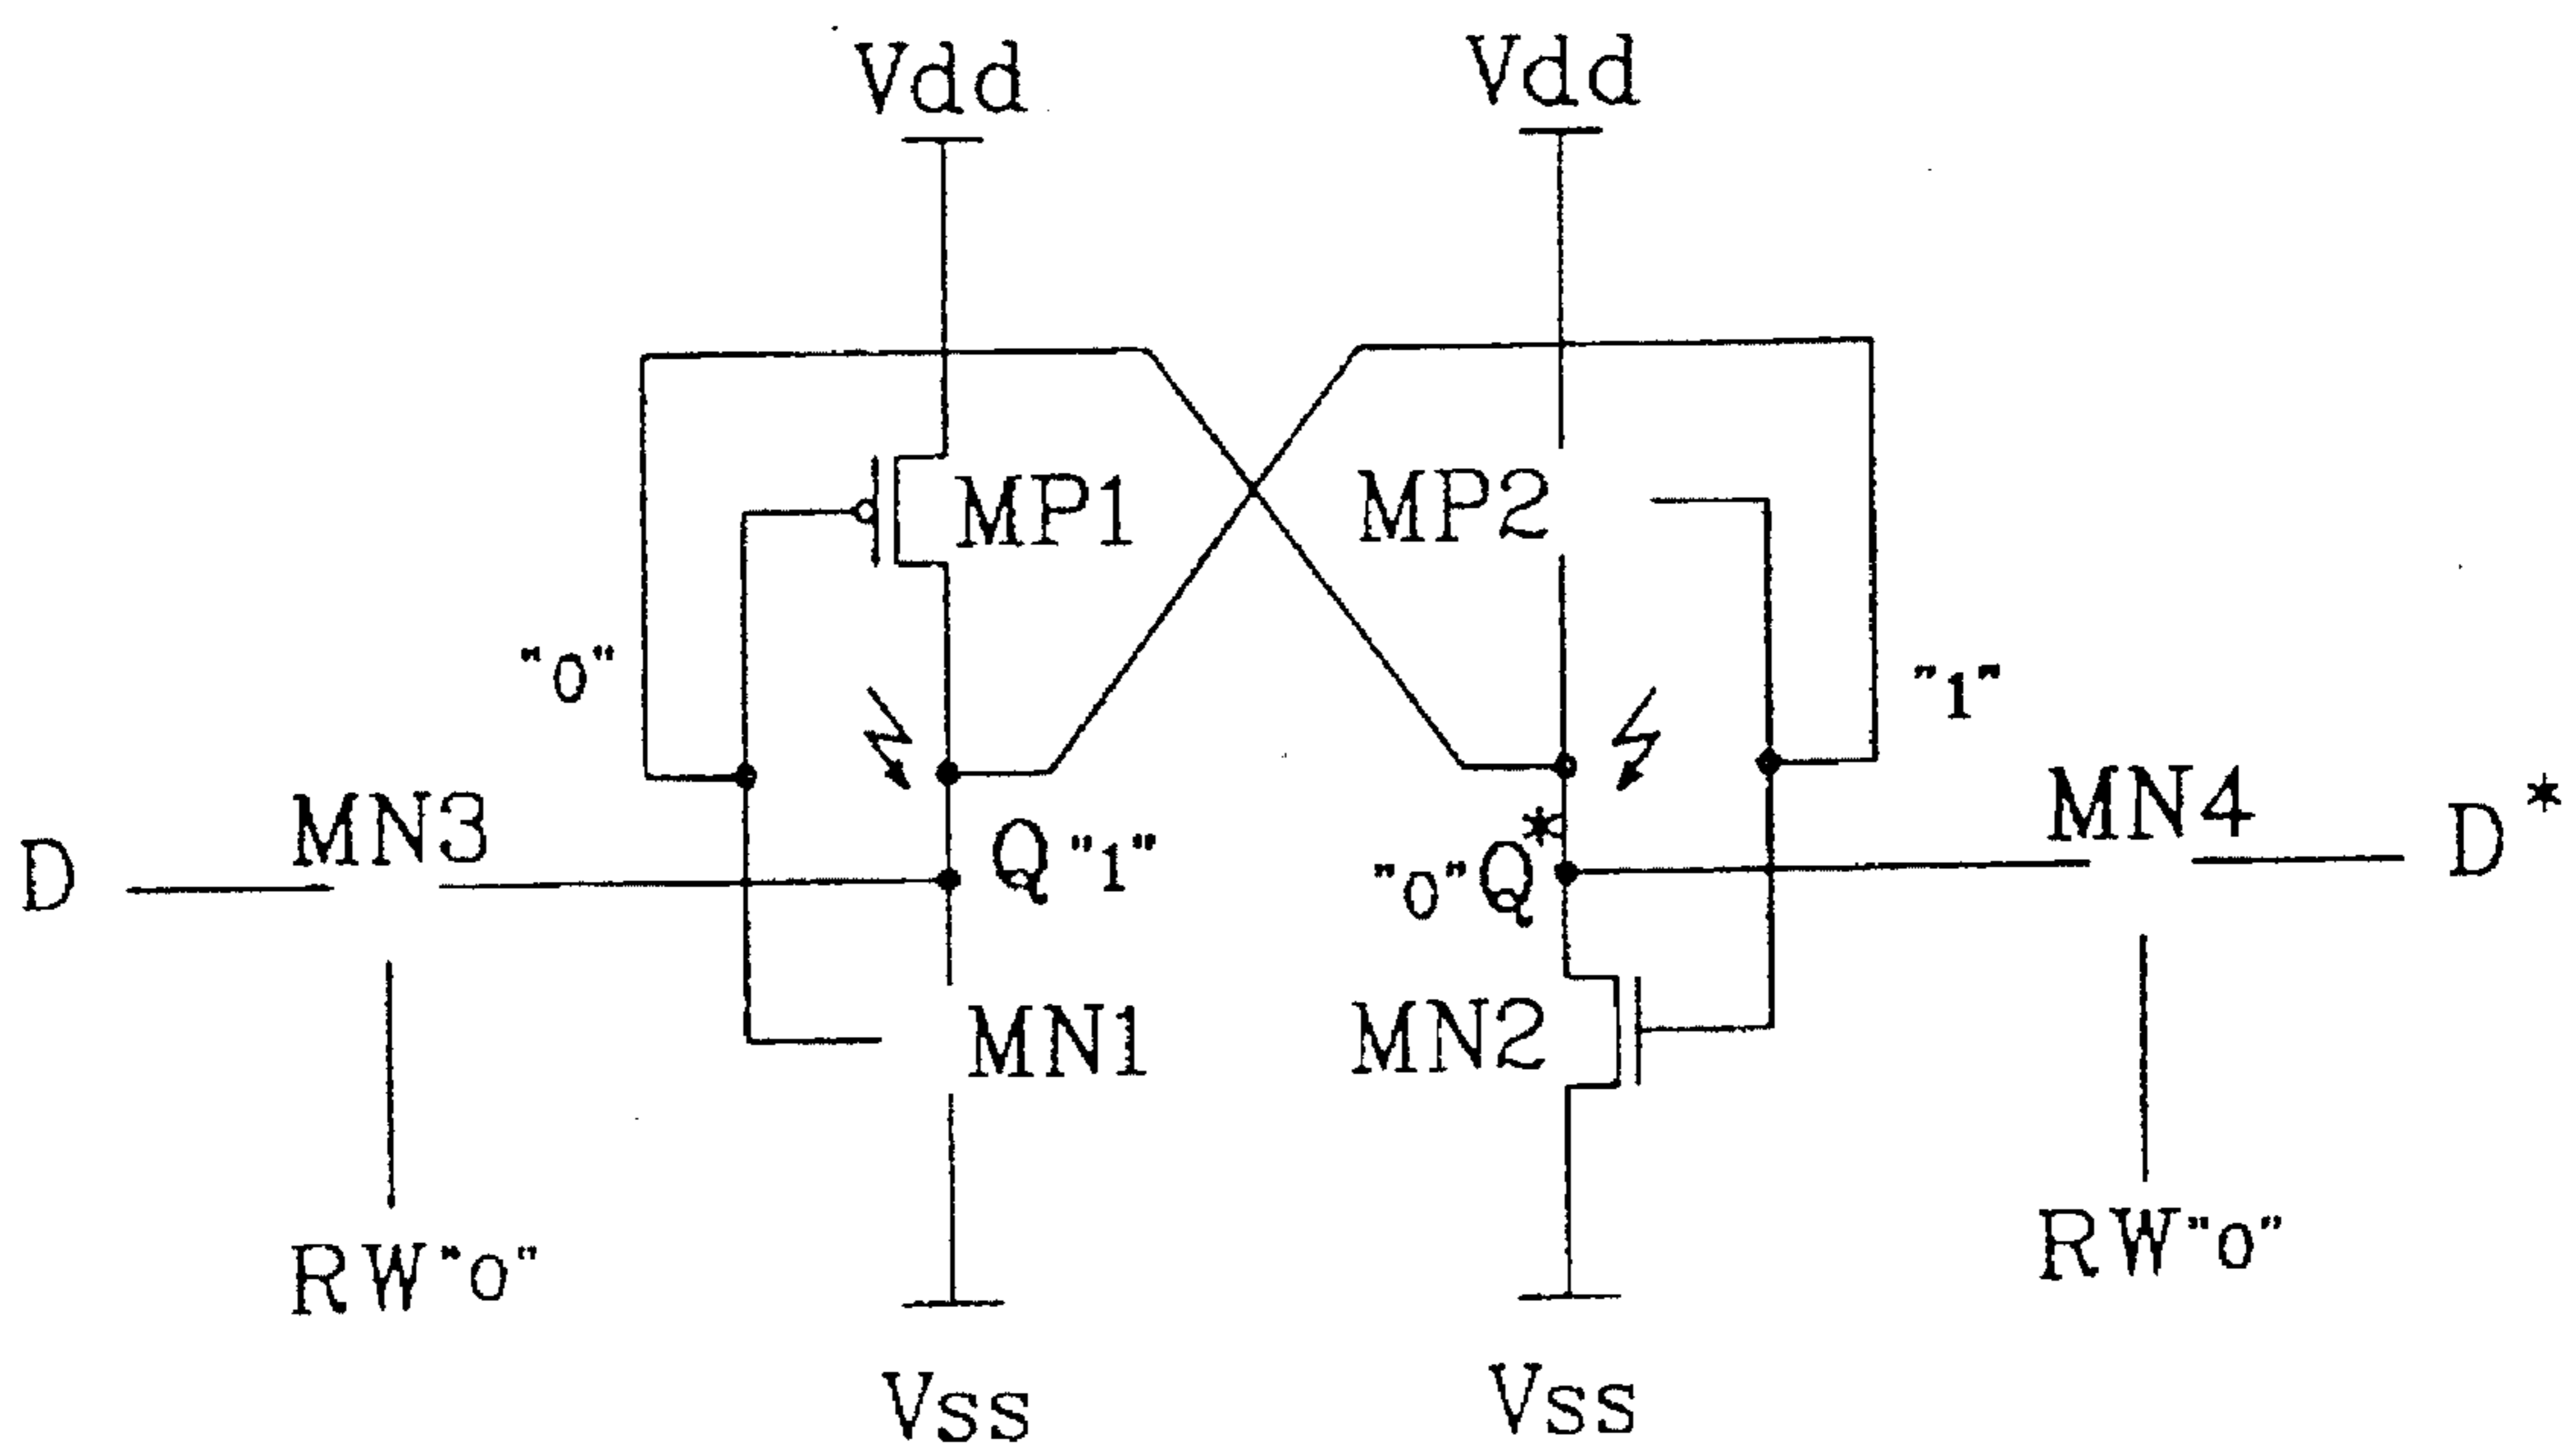 Vdd
Vdd
MP1
MP2
"0"
"1"
MN3
MN4
D
Q "1"
"0" Q*
D*
MN1
MN2
RW "0"
RW "0"
Vss
Vss